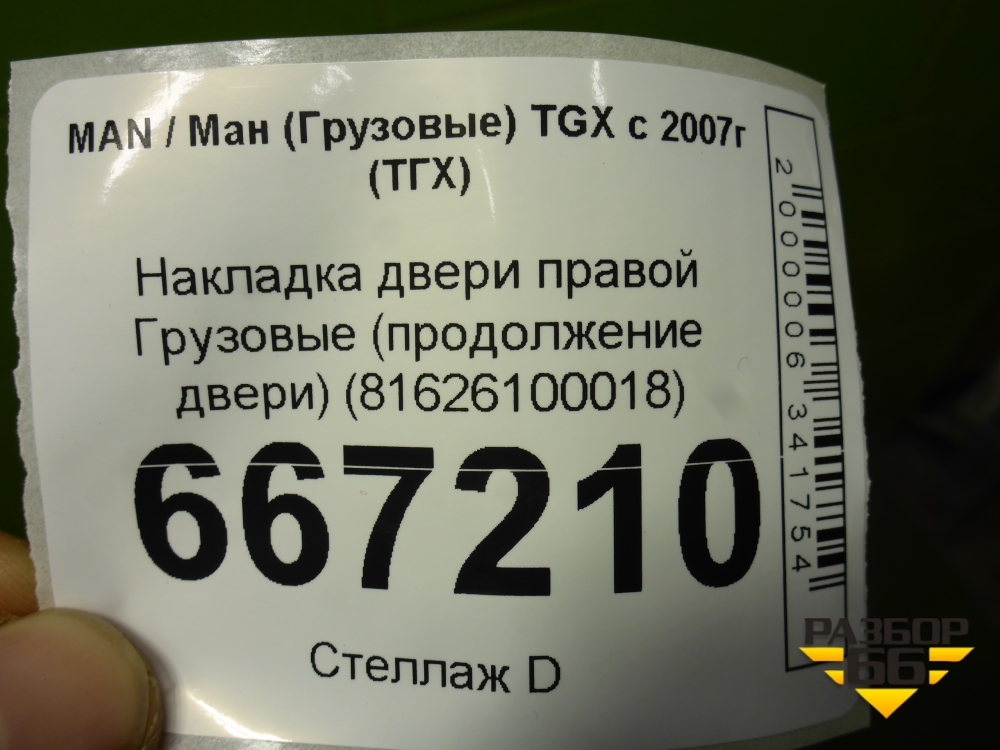 MAN / Ман (Грузовые) TGX с 2007г
(ТГХ)
Накладка двери правой
Грузовые (продолжение
двери) (81626100018)
667210
Стеллаж D
2000006341754
РАЗБОР
66